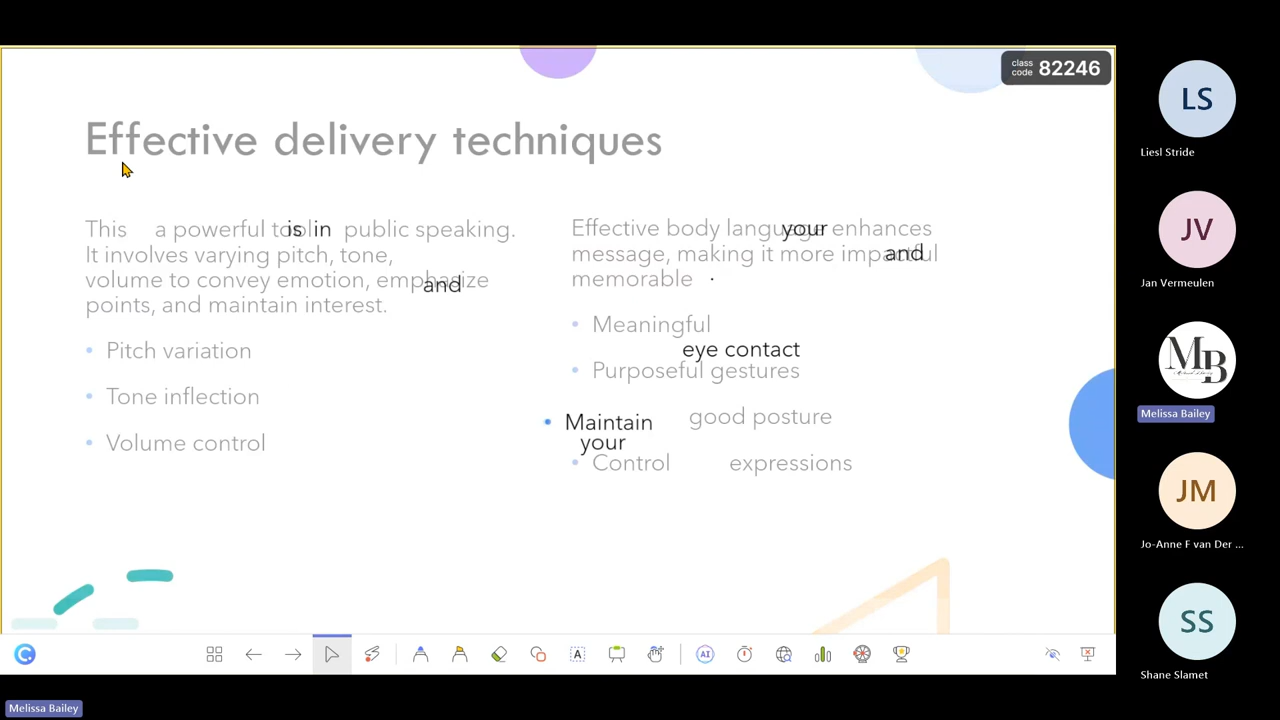 class code 82246
Effective delivery techniques
This a powerful tool is in public speaking.
It involves varying pitch, tone,
volume to convey emotion, emphasize and
points, and maintain interest.
• Pitch variation
• Tone inflection
• Volume control
Effective body language your enhances
message, making it more impactful and
memorable .
• Meaningful
eye contact
• Purposeful gestures
• Maintain good posture
your
• Control expressions
LS
Liesl Stride
JV
Jan Vermeulen
MB
Melissa Bailey
JM
Jo-Anne F van Der ...
SS
Shane Slamet
A
AI
Melissa Bailey